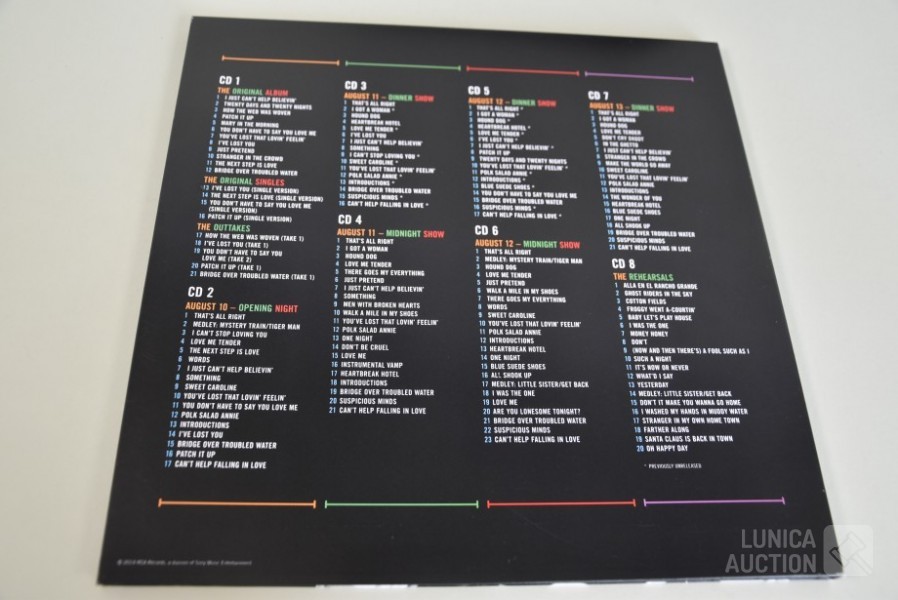 CD 1
THE ORIGINAL ALBUM
1 I JUST CAN'T HELP BELIEVIN'
2 TWENTY DAYS AND TWENTY NIGHTS
3 HOW THE WEB WAS WOVEN
4 PATCH IT UP
5 MARY IN THE MORNING
6 YOU DON'T HAVE TO SAY YOU LOVE ME
7 YOU'VE LOST THAT LOVIN' FEELIN'
8 I'VE LOST YOU
9 JUST PRETEND
10 STRANGER IN THE CROWD
11 THE NEXT STEP IS LOVE
12 BRIDGE OVER TROUBLED WATER
THE ORIGINAL SINGLES
13 I'VE LOST YOU (SINGLE VERSION)
14 THE NEXT STEP IS LOVE (SINGLE VERSION)
15 YOU DON'T HAVE TO SAY YOU LOVE ME
(SINGLE VERSION)
16 PATCH IT UP (SINGLE VERSION)
THE OUTTAKES
17 HOW THE WEB WAS WOVEN (TAKE 1)
18 I'VE LOST YOU (TAKE 1)
19 YOU DON'T HAVE TO SAY YOU
LOVE ME (TAKE 2)
20 PATCH IT UP (TAKE 1)
21 BRIDGE OVER TROUBLED WATER (TAKE 1)
CD 2
AUGUST 10 – OPENING NIGHT
1 THAT'S ALL RIGHT
2 MEDLEY: MYSTERY TRAIN/TIGER MAN
3 I CAN'T STOP LOVING YOU
4 LOVE ME TENDER
5 THE NEXT STEP IS LOVE
6 WORDS
7 I JUST CAN'T HELP BELIEVIN'
8 SOMETHING
9 SWEET CAROLINE
10 YOU'VE LOST THAT LOVIN' FEELIN'
11 YOU DON'T HAVE TO SAY YOU LOVE ME
12 POLK SALAD ANNIE
13 INTRODUCTIONS
14 I'VE LOST YOU
15 BRIDGE OVER TROUBLED WATER
16 PATCH IT UP
17 CAN'T HELP FALLING IN LOVE
CD 3
AUGUST 11 – DINNER SHOW
1 THAT'S ALL RIGHT
2 I GOT A WOMAN *
3 HOUND DOG
4 HEARTBREAK HOTEL
5 LOVE ME TENDER *
6 I'VE LOST YOU
7 I JUST CAN'T HELP BELIEVIN'
8 SOMETHING
9 I CAN'T STOP LOVING YOU *
10 SWEET CAROLINE *
11 YOU'VE LOST THAT LOVIN' FEELIN'
12 POLK SALAD ANNIE *
13 INTRODUCTIONS *
14 BRIDGE OVER TROUBLED WATER
15 SUSPICIOUS MINDS *
16 CAN'T HELP FALLING IN LOVE *
CD 4
AUGUST 11 – MIDNIGHT SHOW
1 THAT'S ALL RIGHT
2 I GOT A WOMAN
3 HOUND DOG
4 LOVE ME TENDER
5 THERE GOES MY EVERYTHING
6 JUST PRETEND
7 I JUST CAN'T HELP BELIEVIN'
8 SOMETHING
9 MEN WITH BROKEN HEARTS
10 WALK A MILE IN MY SHOES
11 YOU'VE LOST THAT LOVIN' FEELIN'
12 POLK SALAD ANNIE
13 ONE NIGHT
14 DON'T BE CRUEL
15 LOVE ME
16 INSTRUMENTAL VAMP
17 HEARTBREAK HOTEL
18 INTRODUCTIONS
19 BRIDGE OVER TROUBLED WATER
20 SUSPICIOUS MINDS
21 CAN'T HELP FALLING IN LOVE
CD 5
AUGUST 12 – DINNER SHOW
1 THAT'S ALL RIGHT *
2 I GOT A WOMAN *
3 HOUND DOG *
4 HEARTBREAK HOTEL *
5 LOVE ME TENDER *
6 I'VE LOST YOU *
7 I JUST CAN'T HELP BELIEVIN' *
8 PATCH IT UP
9 TWENTY DAYS AND TWENTY NIGHTS
10 YOU'VE LOST THAT LOVIN' FEELIN' *
11 POLK SALAD ANNIE *
12 INTRODUCTIONS *
13 BLUE SUEDE SHOES *
14 YOU DON'T HAVE TO SAY YOU LOVE ME
15 BRIDGE OVER TROUBLED WATER
16 SUSPICIOUS MINDS *
17 CAN'T HELP FALLING IN LOVE *
CD 6
AUGUST 12 – MIDNIGHT SHOW
1 THAT'S ALL RIGHT
2 MEDLEY: MYSTERY TRAIN/TIGER MAN
3 HOUND DOG
4 LOVE ME TENDER
5 JUST PRETEND
6 WALK A MILE IN MY SHOES
7 THERE GOES MY EVERYTHING
8 WORDS
9 SWEET CAROLINE
10 YOU'VE LOST THAT LOVIN' FEELIN'
11 POLK SALAD ANNIE
12 INTRODUCTIONS
13 HEARTBREAK HOTEL
14 ONE NIGHT
15 BLUE SUEDE SHOES
16 ALL SHOOK UP
17 MEDLEY: LITTLE SISTER/GET BACK
18 I WAS THE ONE
19 LOVE ME
20 ARE YOU LONESOME TONIGHT?
21 BRIDGE OVER TROUBLED WATER
22 SUSPICIOUS MINDS
23 CAN'T HELP FALLING IN LOVE
CD 7
AUGUST 13 – DINNER SHOW
1 THAT'S ALL RIGHT
2 I GOT A WOMAN
3 HOUND DOG
4 LOVE ME TENDER
5 DON'T CRY DADDY
6 IN THE GHETTO
7 I JUST CAN'T HELP BELIEVIN'
8 STRANGER IN THE CROWD
9 MAKE THE WORLD GO AWAY
10 SWEET CAROLINE
11 YOU'VE LOST THAT LOVIN' FEELIN'
12 POLK SALAD ANNIE
13 INTRODUCTIONS
14 THE WONDER OF YOU
15 HEARTBREAK HOTEL
16 BLUE SUEDE SHOES
17 ONE NIGHT
18 ALL SHOOK UP
19 BRIDGE OVER TROUBLED WATER
20 SUSPICIOUS MINDS
21 CAN'T HELP FALLING IN LOVE
CD 8
THE REHEARSALS
1 ALLA EN EL RANCHO GRANDE
2 GHOST RIDERS IN THE SKY
3 COTTON FIELDS
4 FROGGY WENT A-COURTIN'
5 BABY LET'S PLAY HOUSE
6 I WAS THE ONE
7 MONEY HONEY
8 DON'T
9 (NOW AND THEN THERE'S) A FOOL SUCH AS I
10 SUCH A NIGHT
11 IT'S NOW OR NEVER
12 WHAT'D I SAY
13 YESTERDAY
14 MEDLEY: LITTLE SISTER/GET BACK
15 DON'T IT MAKE YOU WANNA GO HOME
16 I WASHED MY HANDS IN MUDDY WATER
17 STRANGER IN MY OWN HOME TOWN
18 FARTHER ALONG
19 SANTA CLAUS IS BACK IN TOWN
20 OH HAPPY DAY
* PREVIOUSLY UNRELEASED
RCA Records, a division of Sony Music Entertainment
LUNICA
AUCTION